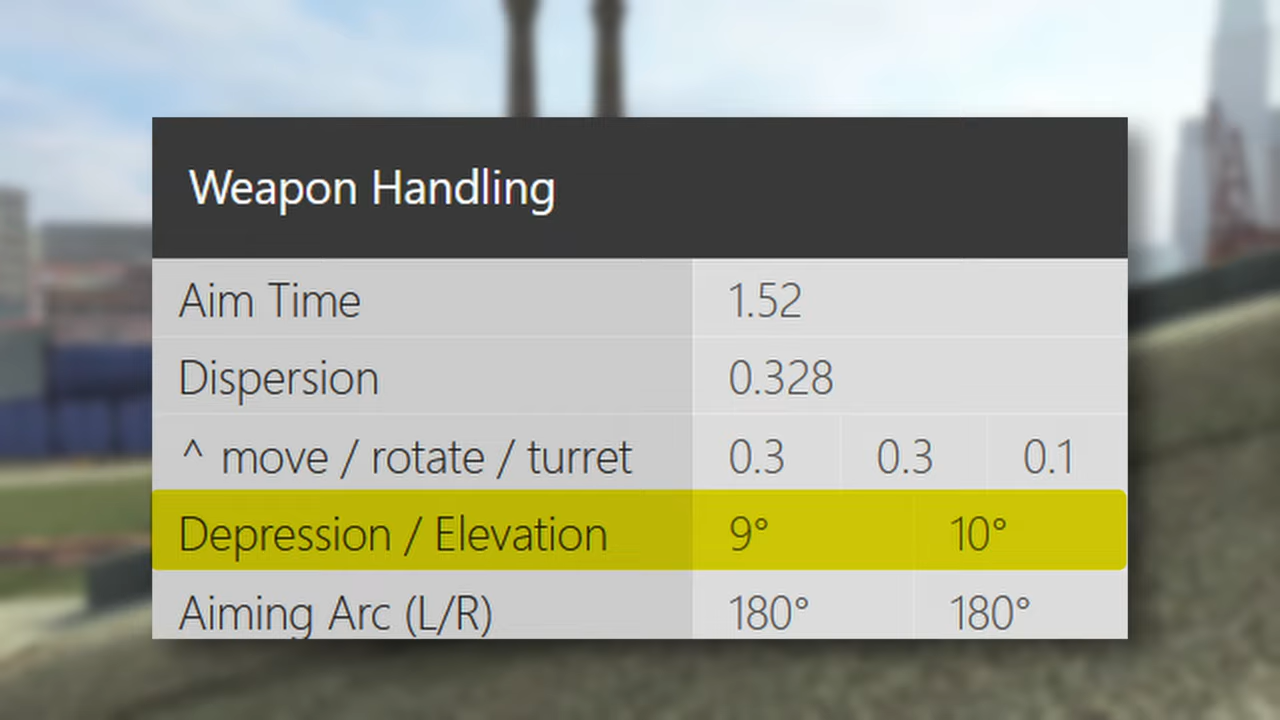 Weapon Handling
Aim Time 1.52
Dispersion 0.328
^ move / rotate / turret 0.3 0.3 0.1
Depression / Elevation 9° 10°
Aiming Arc (L/R) 180° 180°